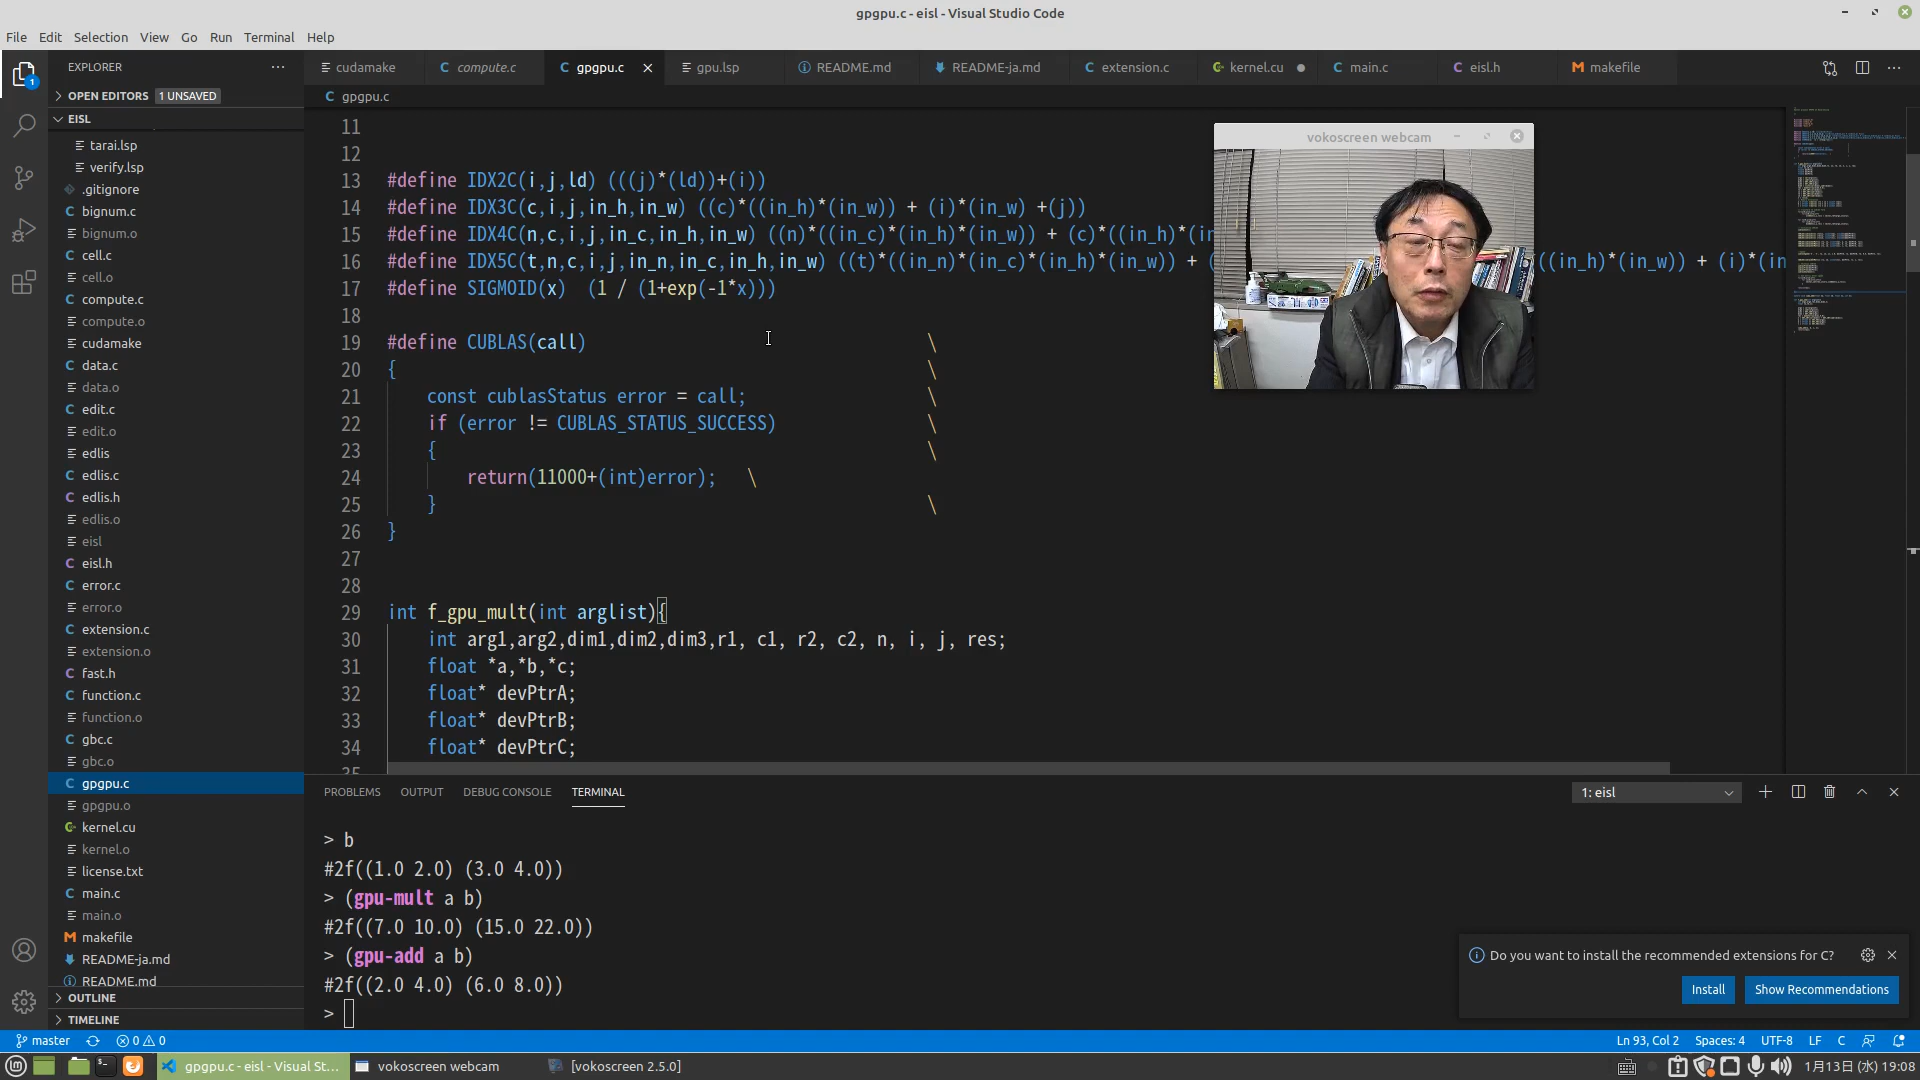 gpgpu.c - eisl - Visual Studio Code
File Edit Selection View Go Run Terminal Help
EXPLORER
OPEN EDITORS 1 UNSAVED
EISL
tarai.lsp
verify.lsp
.gitignore
bignum.c
bignum.o
cell.c
cell.o
compute.c
compute.o
cudamake
data.c
data.o
edit.c
edit.o
edlis
edlis.c
edlis.h
edlis.o
eisl
eisl.h
error.c
error.o
extension.c
extension.o
fast.h
function.c
function.o
gbc.c
gbc.o
gpgpu.c
gpgpu.o
kernel.cu
kernel.o
license.txt
main.c
main.o
makefile
README-ja.md
README.md
OUTLINE
TIMELINE
cudamake compute.c gpgpu.c gpu.lsp README.md README-ja.md extension.c kernel.cu main.c eisl.h makefile
gpgpu.c
11
12
13 #define IDX2C(i,j,ld) (((j)*(ld))+(i))
14 #define IDX3C(c,i,j,in_h,in_w) ((c)*((in_h)*(in_w)) + (i)*(in_w) +(j))
15 #define IDX4C(n,c,i,j,in_c,in_h,in_w) ((n)*((in_c)*(in_h)*(in_w)) + (c)*((in_h)*(in
16 #define IDX5C(t,n,c,i,j,in_n,in_c,in_h,in_w) ((t)*((in_n)*(in_c)*(in_h)*(in_w)) + ( ((in_h)*(in_w)) + (i)*(in
17 #define SIGMOID(x) (1 / (1+exp(-1*x)))
18
19 #define CUBLAS(call) \
20 { \
21 const cublasStatus error = call; \
22 if (error != CUBLAS_STATUS_SUCCESS) \
23 { \
24 return(11000+(int)error); \
25 } \
26 }
27
28
29 int f_gpu_mult(int arglist){
30 int arg1,arg2,dim1,dim2,dim3,r1, c1, r2, c2, n, i, j, res;
31 float *a,*b,*c;
32 float* devPtrA;
33 float* devPtrB;
34 float* devPtrC;
35
vokoscreen webcam
PROBLEMS OUTPUT DEBUG CONSOLE TERMINAL 1: eisl
> b
#2f((1.0 2.0) (3.0 4.0))
> (gpu-mult a b)
#2f((7.0 10.0) (15.0 22.0))
> (gpu-add a b)
#2f((2.0 4.0) (6.0 8.0))
>
Do you want to install the recommended extensions for C?
Install Show Recommendations
master 0 0 Ln 93, Col 2 Spaces: 4 UTF-8 LF C
gpgpu.c - eisl - Visual St... vokoscreen webcam [vokoscreen 2.5.0] 1月13日 (水) 19:08